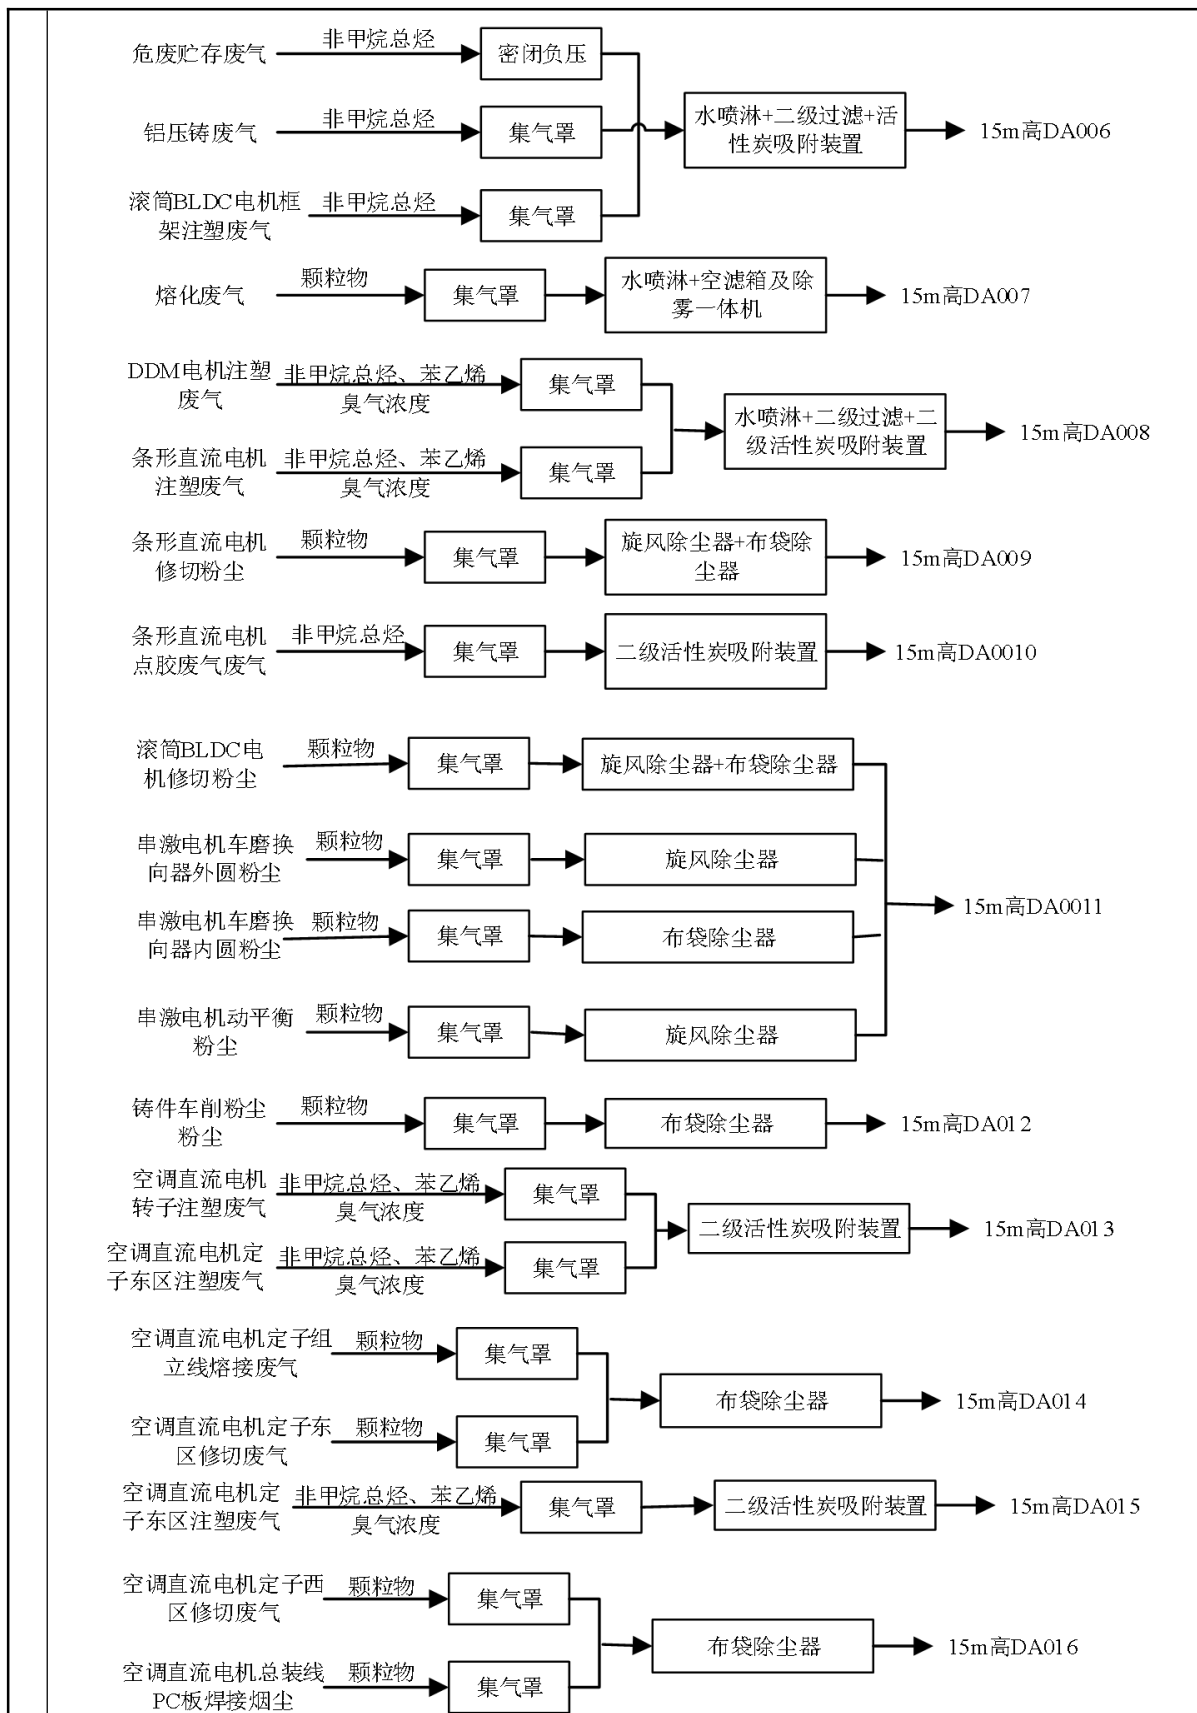 危废贮存废气
非甲烷总烃
密闭负压
铝压铸废气
非甲烷总烃
集气罩
水喷淋+二级过滤+活
性炭吸附装置
15m高DA006
滚筒BLDC电机框
架注塑废气
非甲烷总烃
集气罩
熔化废气
颗粒物
集气罩
水喷淋+空滤箱及除
雾一体机
15m高DA007
DDM电机注塑
废气
非甲烷总烃、苯乙烯
臭气浓度
集气罩
水喷淋+二级过滤+二
级活性炭吸附装置
15m高DA008
条形直流电机
注塑废气
非甲烷总烃、苯乙烯
臭气浓度
集气罩
条形直流电机
修切粉尘
颗粒物
集气罩
旋风除尘器+布袋除
尘器
15m高DA009
条形直流电机
点胶废气废气
非甲烷总烃
集气罩
二级活性炭吸附装置
15m高DA0010
滚筒BLDC电
机修切粉尘
颗粒物
集气罩
旋风除尘器+布袋除尘器
串激电机车磨换
向器外圆粉尘
颗粒物
集气罩
旋风除尘器
15m高DA0011
串激电机车磨换
向器内圆粉尘
颗粒物
集气罩
布袋除尘器
串激电机动平衡
粉尘
颗粒物
集气罩
旋风除尘器
铸件车削粉尘
粉尘
颗粒物
集气罩
布袋除尘器
15m高DA012
空调直流电机
转子注塑废气
非甲烷总烃、苯乙烯
臭气浓度
集气罩
二级活性炭吸附装置
15m高DA013
空调直流电机定
子东区注塑废气
非甲烷总烃、苯乙烯
臭气浓度
集气罩
空调直流电机定子组
立线熔接废气
颗粒物
集气罩
布袋除尘器
15m高DA014
空调直流电机定子东
区修切废气
颗粒物
集气罩
空调直流电机定
子东区注塑废气
非甲烷总烃、苯乙烯
臭气浓度
集气罩
二级活性炭吸附装置
15m高DA015
空调直流电机定子西
区修切废气
颗粒物
集气罩
布袋除尘器
15m高DA016
空调直流电机总装线
PC板焊接烟尘
颗粒物
集气罩